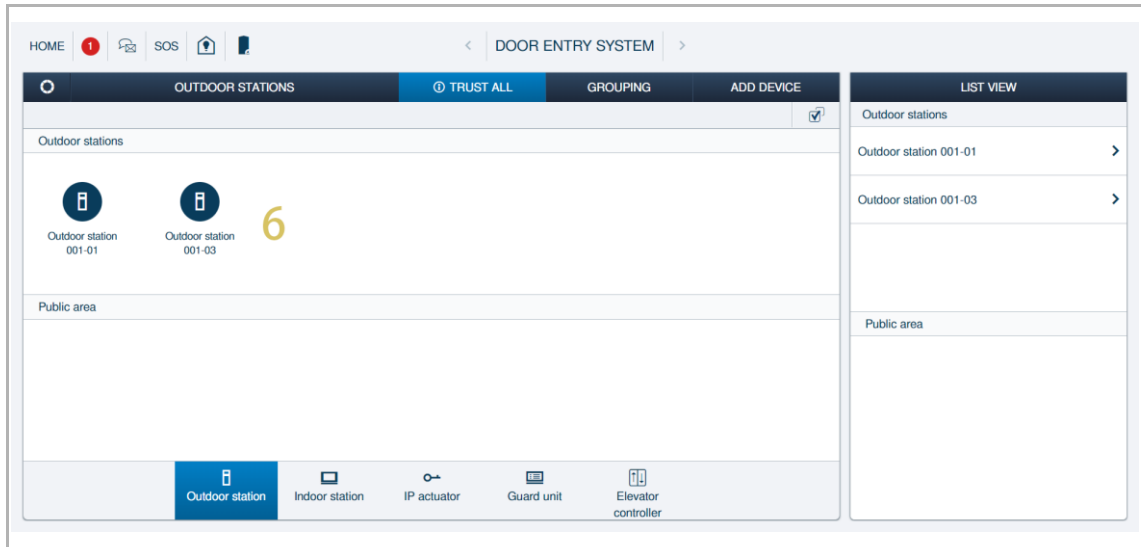 HOME 1 SOS < DOOR ENTRY SYSTEM >
OUTDOOR STATIONS TRUST ALL GROUPING ADD DEVICE
Outdoor stations
Outdoor station
001-01
Outdoor station
001-03
6
Public area
Outdoor station
Indoor station
IP actuator
Guard unit
Elevator
controller
LIST VIEW
Outdoor stations
Outdoor station 001-01
Outdoor station 001-03
Public area